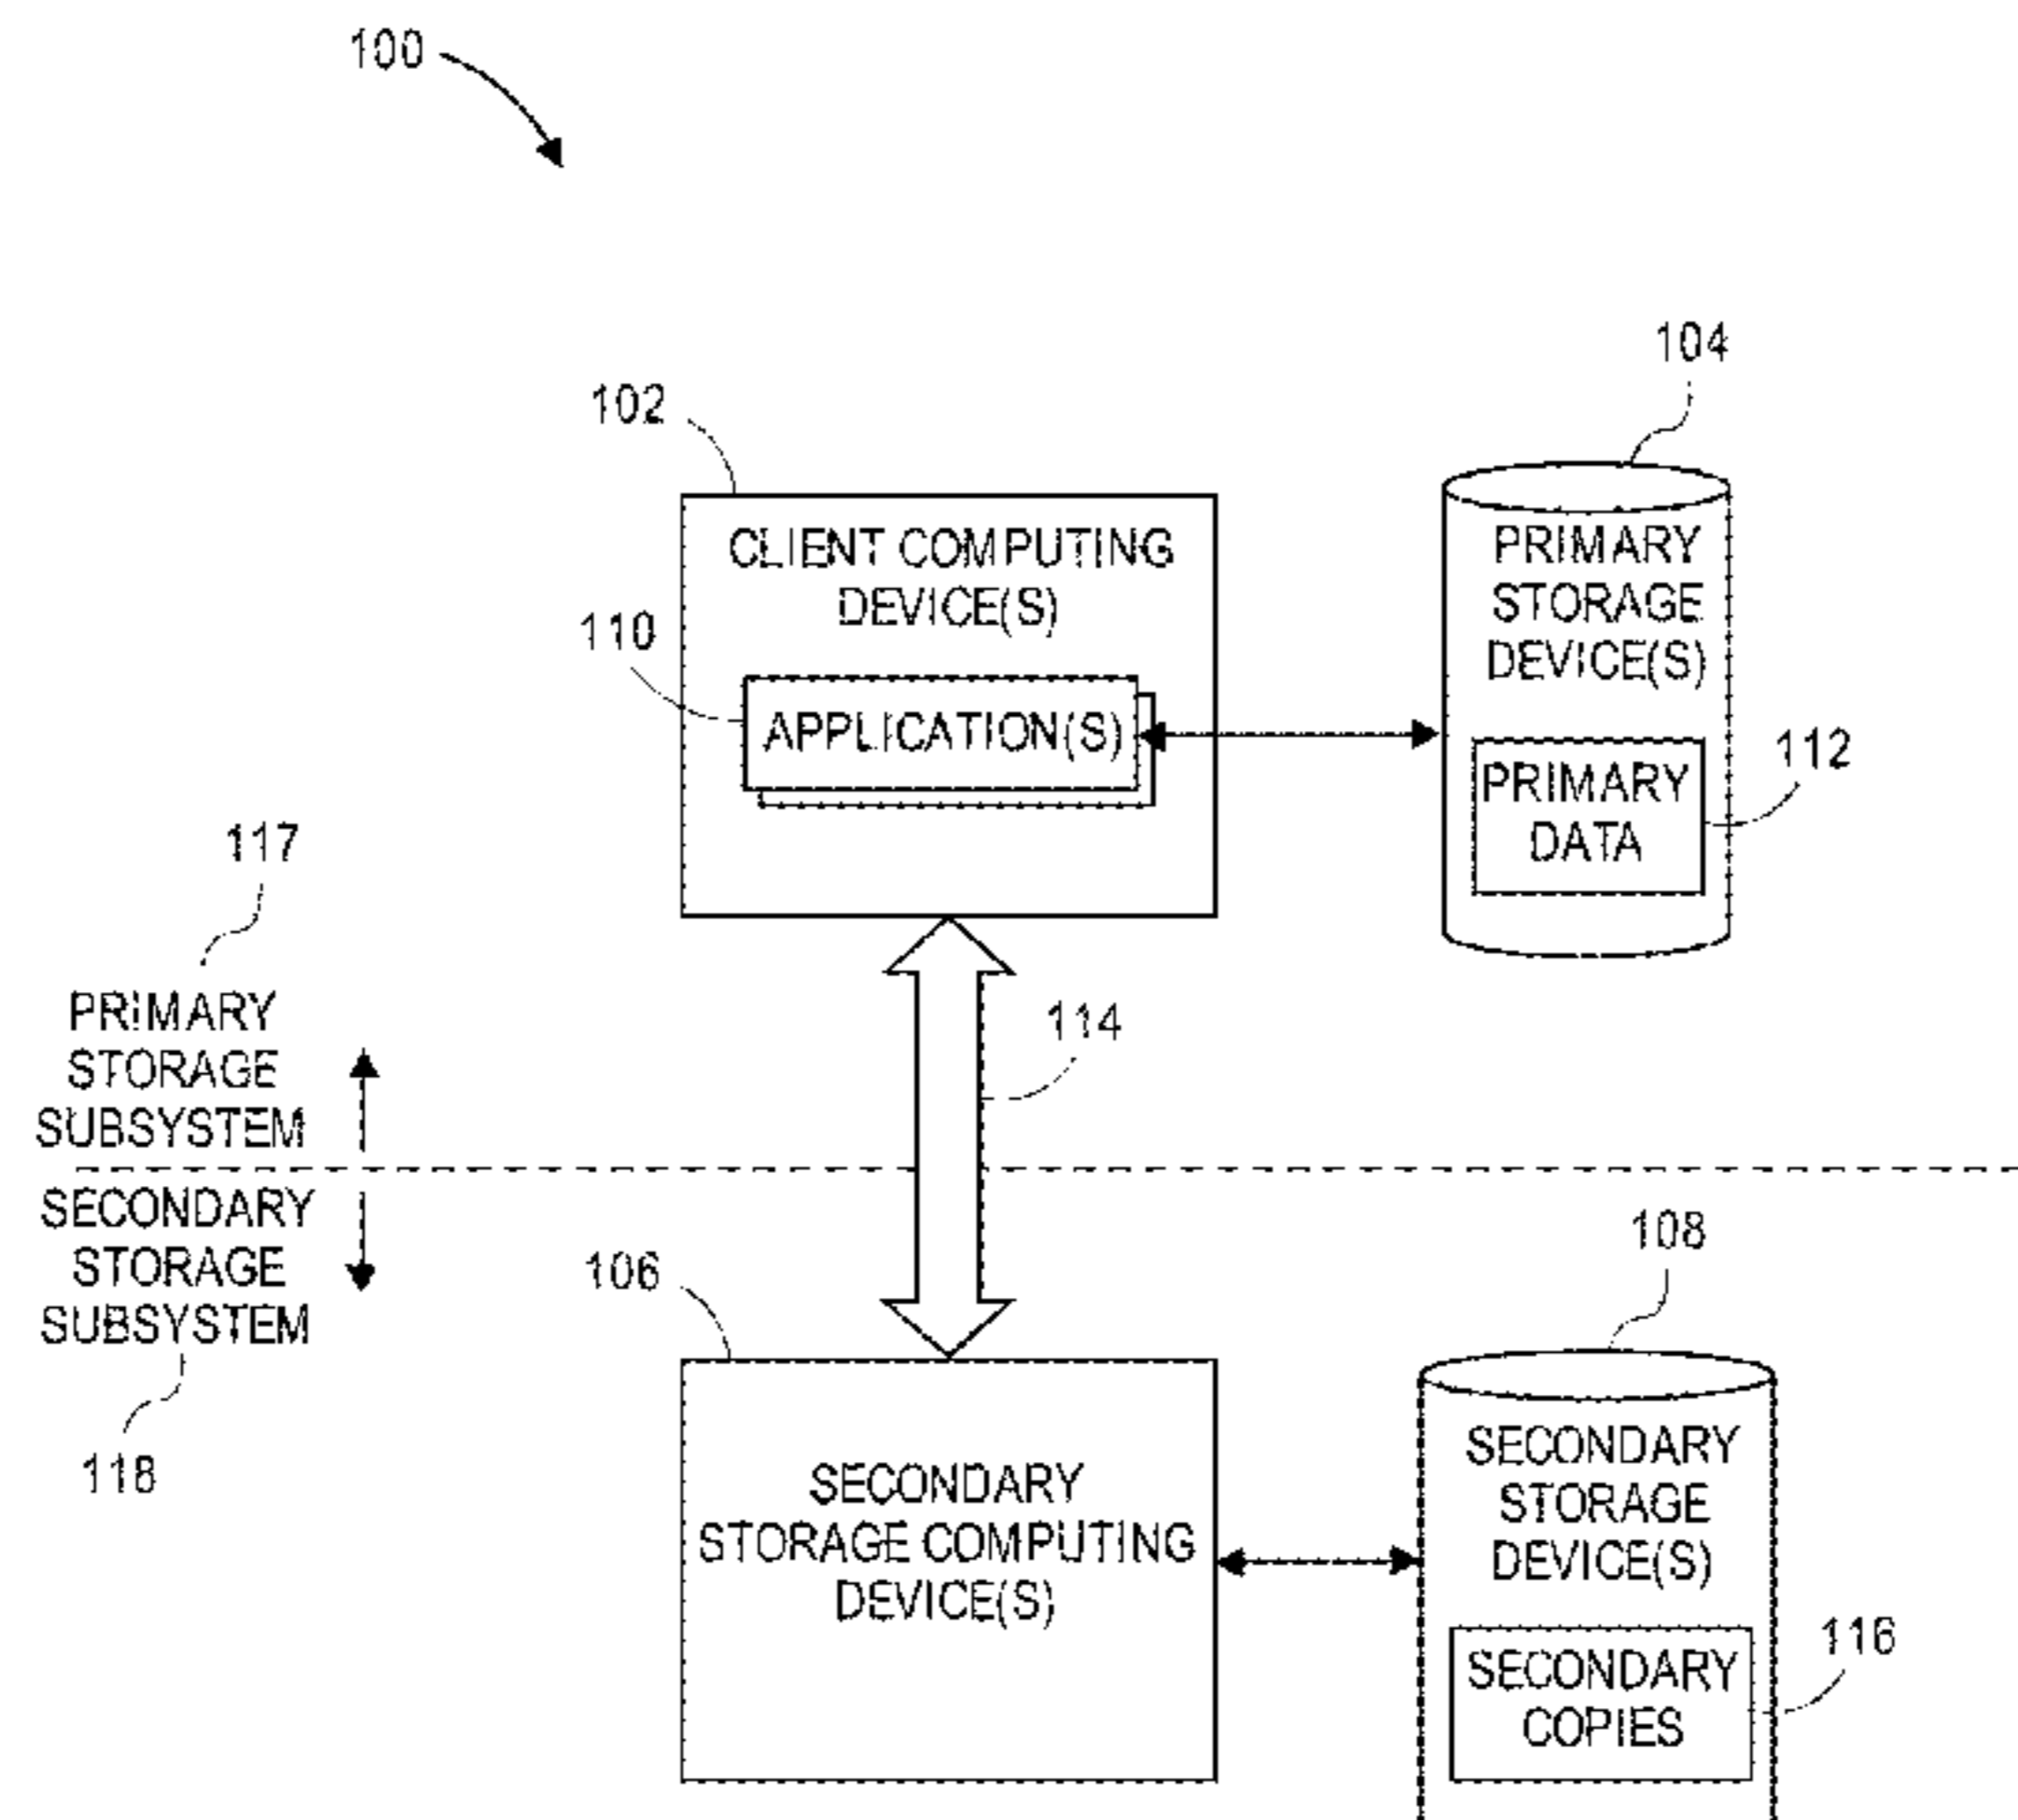 100
104
102
CLIENT COMPUTING
DEVICE(S)
PRIMARY
STORAGE
DEVICE(S)
110
APPLICATION(S)
112
PRIMARY
DATA
117
PRIMARY
STORAGE
SUBSYSTEM
114
SECONDARY
STORAGE
SUBSYSTEM
118
106
108
SECONDARY
STORAGE COMPUTING
DEVICE(S)
SECONDARY
STORAGE
DEVICE(S)
116
SECONDARY
COPIES